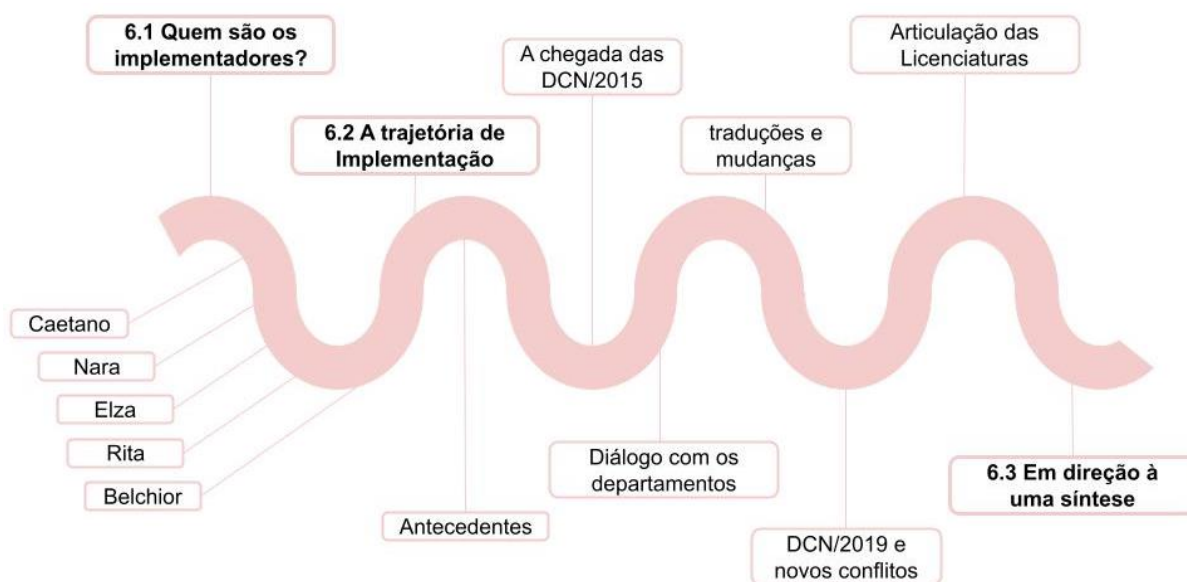 6.1 Quem são os
implementadores?
Caetano
Nara
Elza
Rita
Belchior
6.2 A trajetória de
Implementação
Antecedentes
A chegada das
DCN/2015
Diálogo com os
departamentos
traduções e
mudanças
DCN/2019 e
novos conflitos
Articulação das
Licenciaturas
6.3 Em direção à
uma síntese